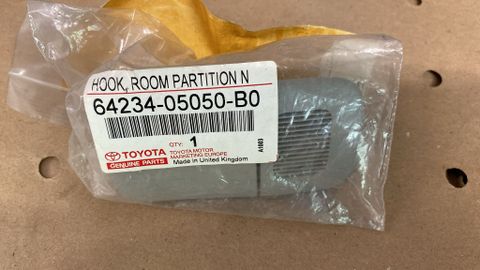 HOOK, ROOM PARTITION N
64234-05050-B0
TOYOTA
GENUINE PARTS
QTY: 1
TOYOTA MOTOR
MARKETING EUROPE
Made in United Kingdom
A1003